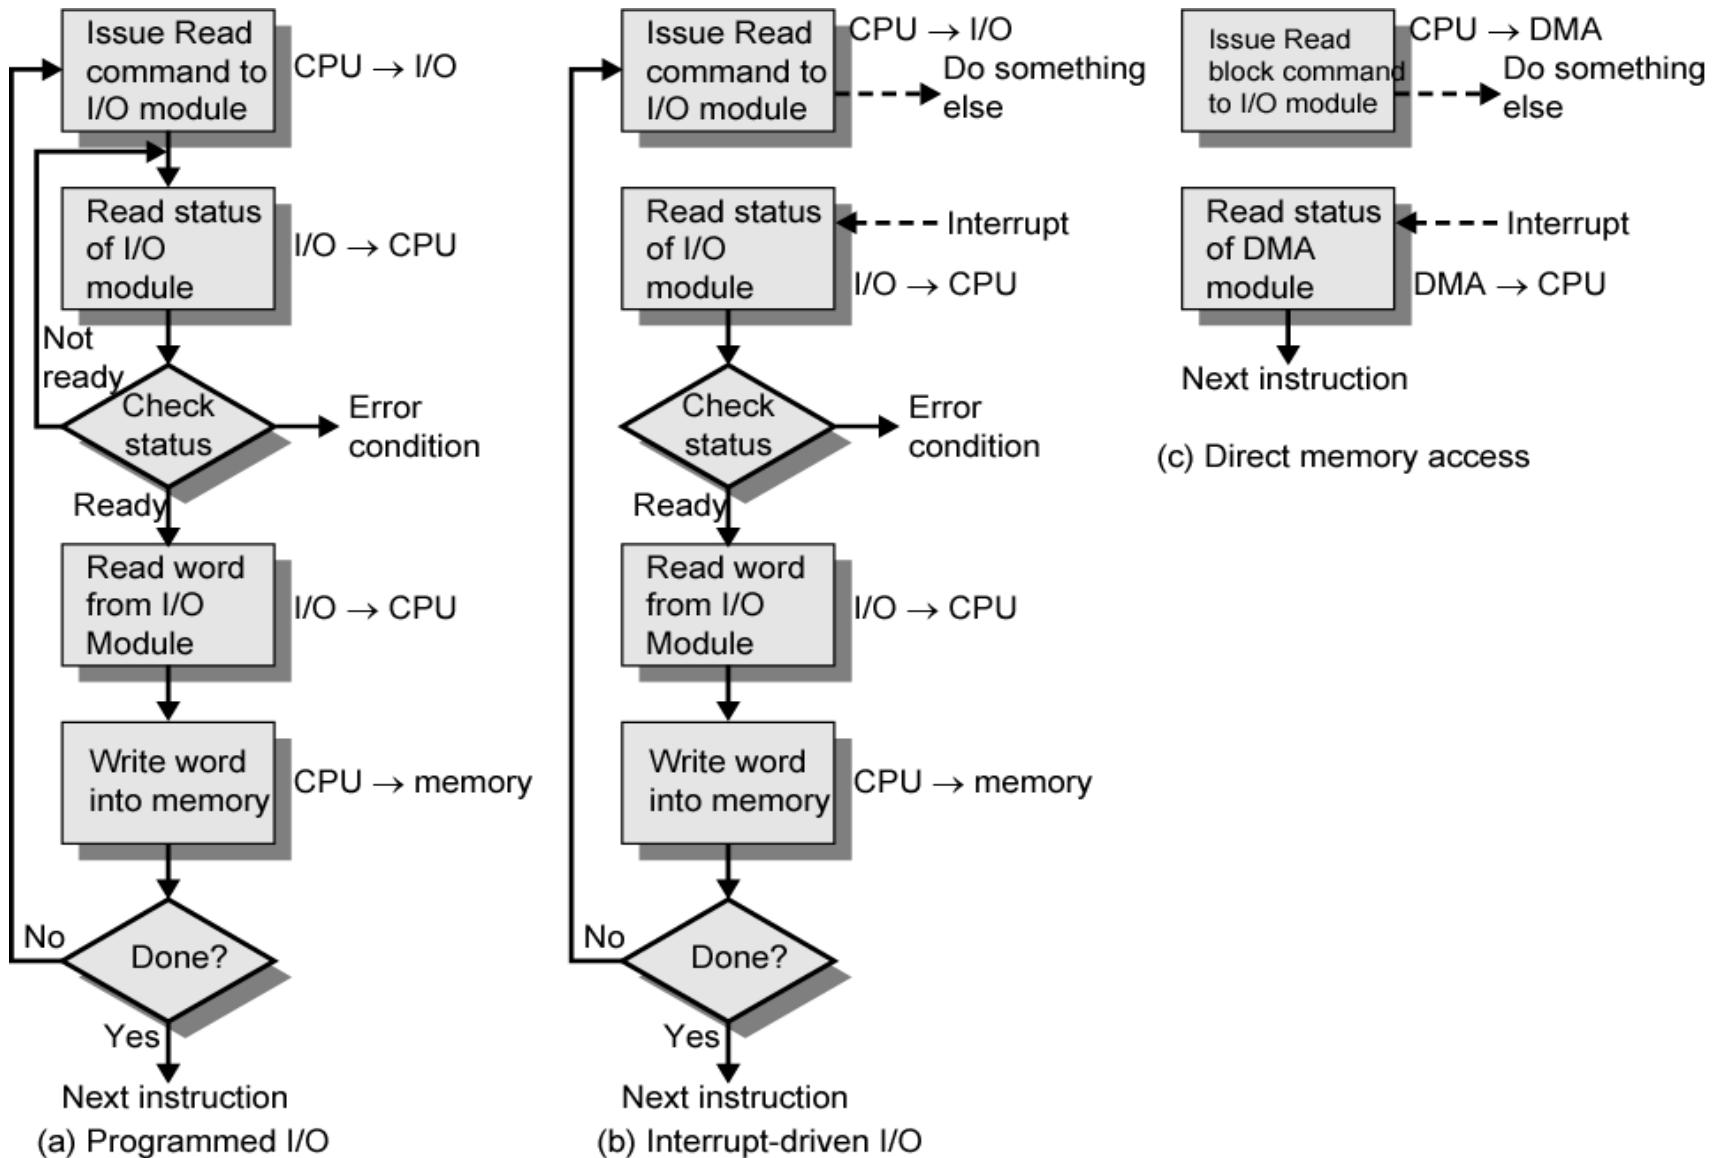 Issue Read
command to
I/O module
CPU → I/O
Read status
of I/O
module
I/O → CPU
Not
ready
Check
status
Error
condition
Ready
Read word
from I/O
Module
I/O → CPU
Write word
into memory
CPU → memory
No
Done?
Yes
Next instruction
(a) Programmed I/O
Issue Read
command to
I/O module
CPU → I/O
Do something
else
Read status
of I/O
module
Interrupt
I/O → CPU
Check
status
Error
condition
Ready
Read word
from I/O
Module
I/O → CPU
Write word
into memory
CPU → memory
No
Done?
Yes
Next instruction
(b) Interrupt-driven I/O
Issue Read
block command
to I/O module
CPU → DMA
Do something
else
Read status
of DMA
module
Interrupt
DMA → CPU
Next instruction
(c) Direct memory access